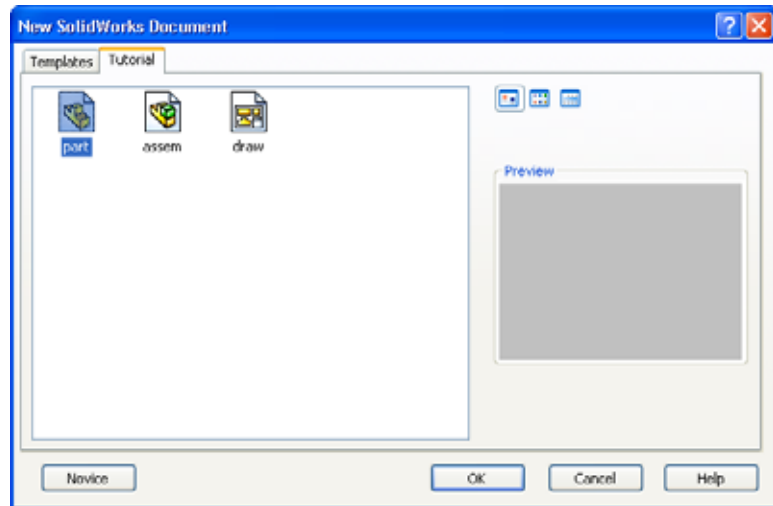 New SolidWorks Document
Templates Tutorial
part assem draw
Preview
Novice OK Cancel Help